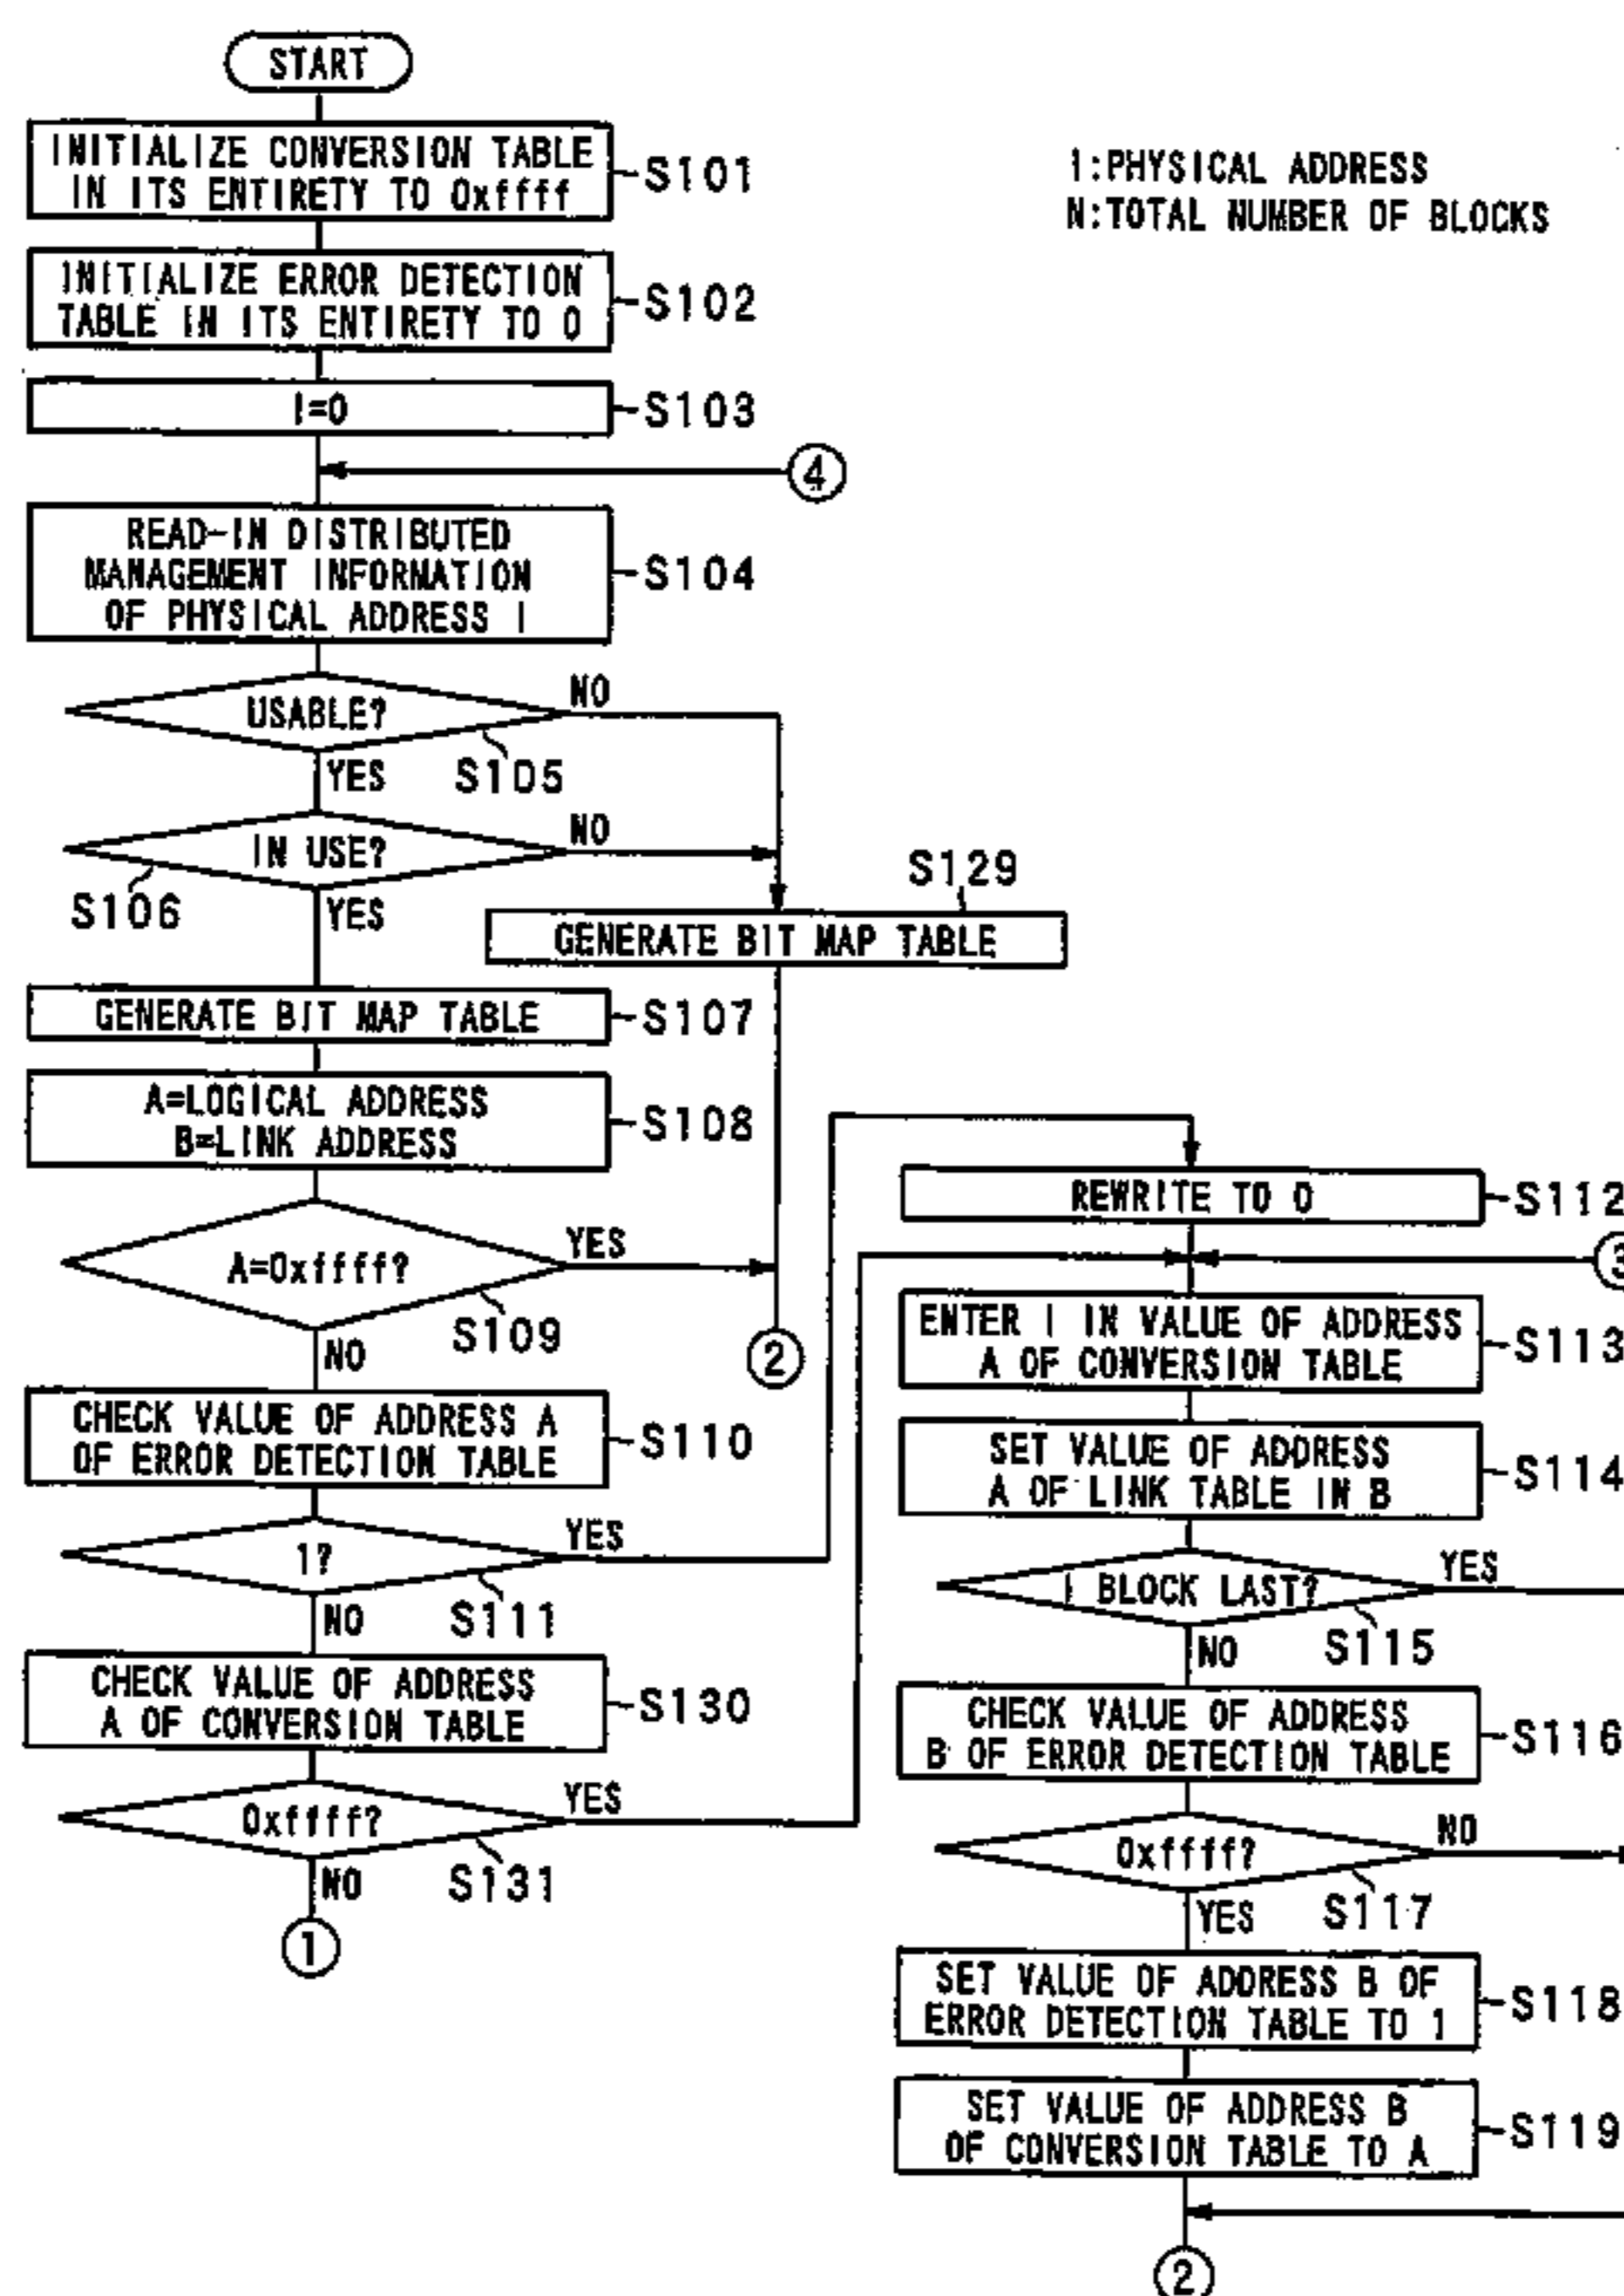 START
INITIALIZE CONVERSION TABLE
IN ITS ENTIRETY TO 0xffff
S101
1:PHYSICAL ADDRESS
N:TOTAL NUMBER OF BLOCKS
INITIALIZE ERROR DETECTION
TABLE IN ITS ENTIRETY TO 0
S102
I=0
S103
4
READ-IN DISTRIBUTED
MANAGEMENT INFORMATION
OF PHYSICAL ADDRESS I
S104
USABLE?
NO
S105
YES
IN USE?
NO
S106
YES
S129
GENERATE BIT MAP TABLE
GENERATE BIT MAP TABLE
S107
A=LOGICAL ADDRESS
B=LINK ADDRESS
S108
A=0xffff?
YES
S109
NO
2
CHECK VALUE OF ADDRESS A
OF ERROR DETECTION TABLE
S110
1?
YES
S111
NO
CHECK VALUE OF ADDRESS
A OF CONVERSION TABLE
S130
0xffff?
YES
S131
NO
1
REWRITE TO 0
S112
3
ENTER I IN VALUE OF ADDRESS
A OF CONVERSION TABLE
S113
SET VALUE OF ADDRESS
A OF LINK TABLE IN B
S114
I BLOCK LAST?
YES
S115
NO
CHECK VALUE OF ADDRESS
B OF ERROR DETECTION TABLE
S116
0xffff?
NO
S117
YES
SET VALUE OF ADDRESS B OF
ERROR DETECTION TABLE TO 1
S118
SET VALUE OF ADDRESS B
OF CONVERSION TABLE TO A
S119
2